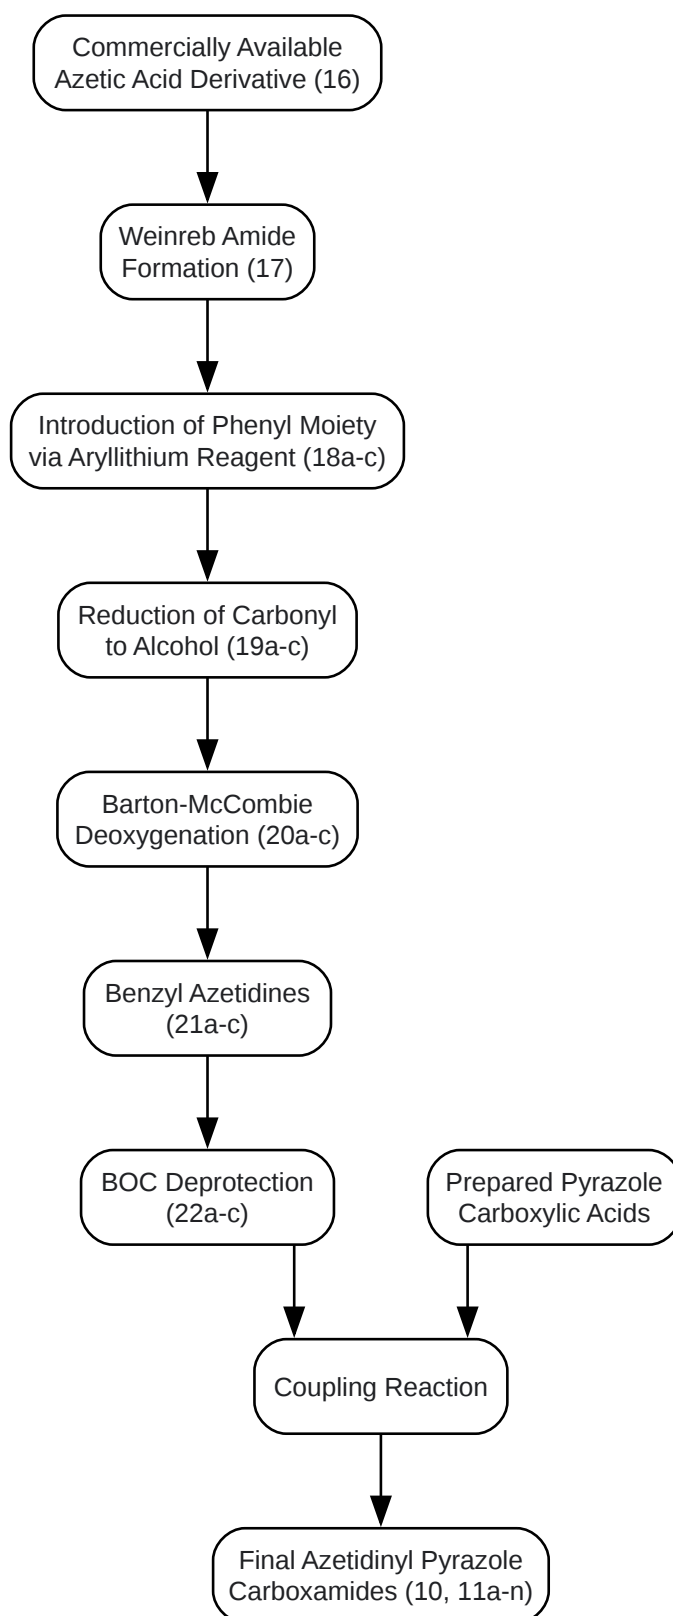 Commercially Available
Azetic Acid Derivative (16)
Weinreb Amide
Formation (17)
Introduction of Phenyl Moiety
via Aryllithium Reagent (18a-c)
Reduction of Carbonyl
to Alcohol (19a-c)
Barton-McCombie
Deoxygenation (20a-c)
Benzyl Azetidines
(21a-c)
BOC Deprotection
(22a-c)
Prepared Pyrazole
Carboxylic Acids
Coupling Reaction
Final Azetidinyl Pyrazole
Carboxamides (10, 11a-n)